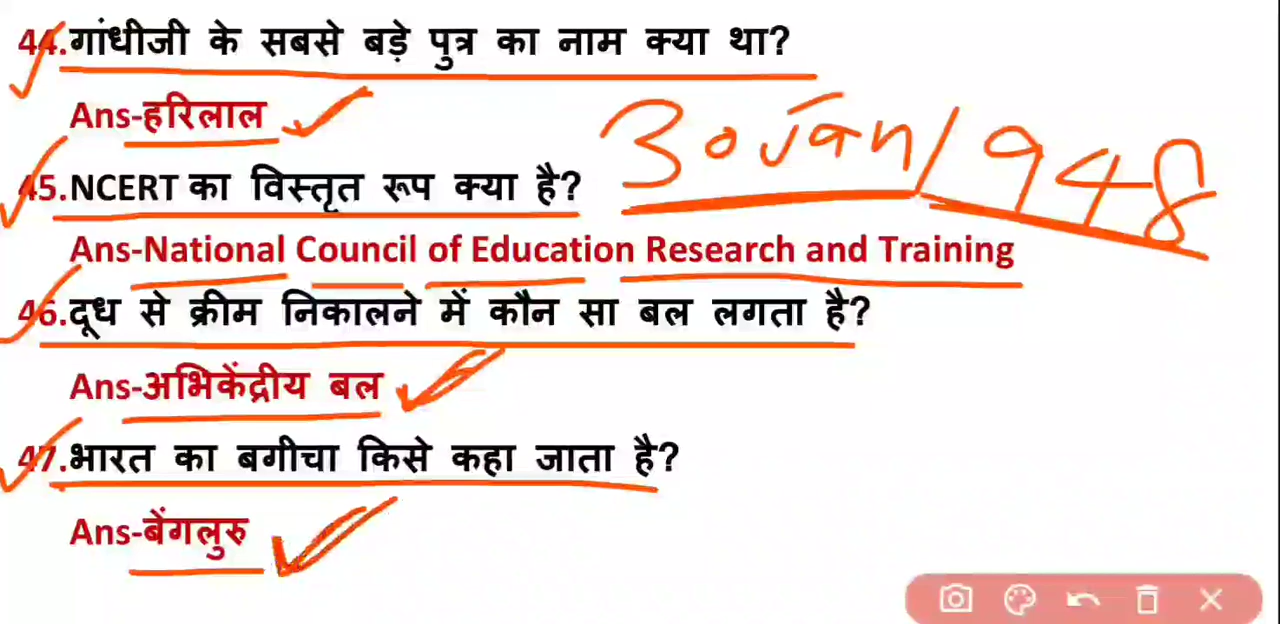 44.गांधीजी के सबसे बड़े पुत्र का नाम क्या था?
Ans-हरिलाल
30 Jan/1948
45.NCERT का विस्तृत रूप क्या है?
Ans-National Council of Education Research and Training
46.दूध से क्रीम निकालने में कौन सा बल लगता है?
Ans-अभिकेंद्रीय बल
47.भारत का बगीचा किसे कहा जाता है?
Ans-बेंगलुरु